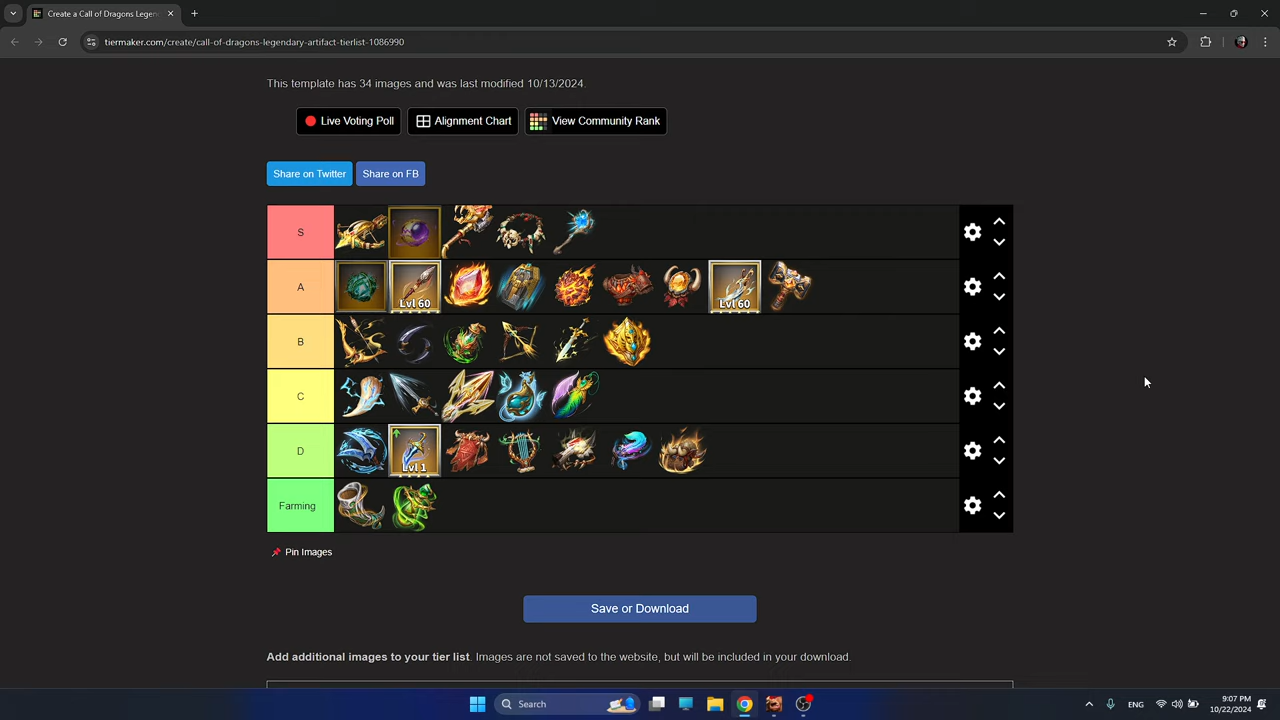 Create a Call of Dragons Legen
tiermaker.com/create/call-of-dragons-legendary-artifact-tierlist-1086990
This template has 34 images and was last modified 10/13/2024.
Live Voting Poll
Alignment Chart
View Community Rank
Share on Twitter
Share on FB
S
A
Lvl 60
Lvl 60
B
C
D
Lvl 1
Farming
Pin Images
Save or Download
Add additional images to your tier list. Images are not saved to the website, but will be included in your download.
Search
ENG
9:07 PM
10/22/2024